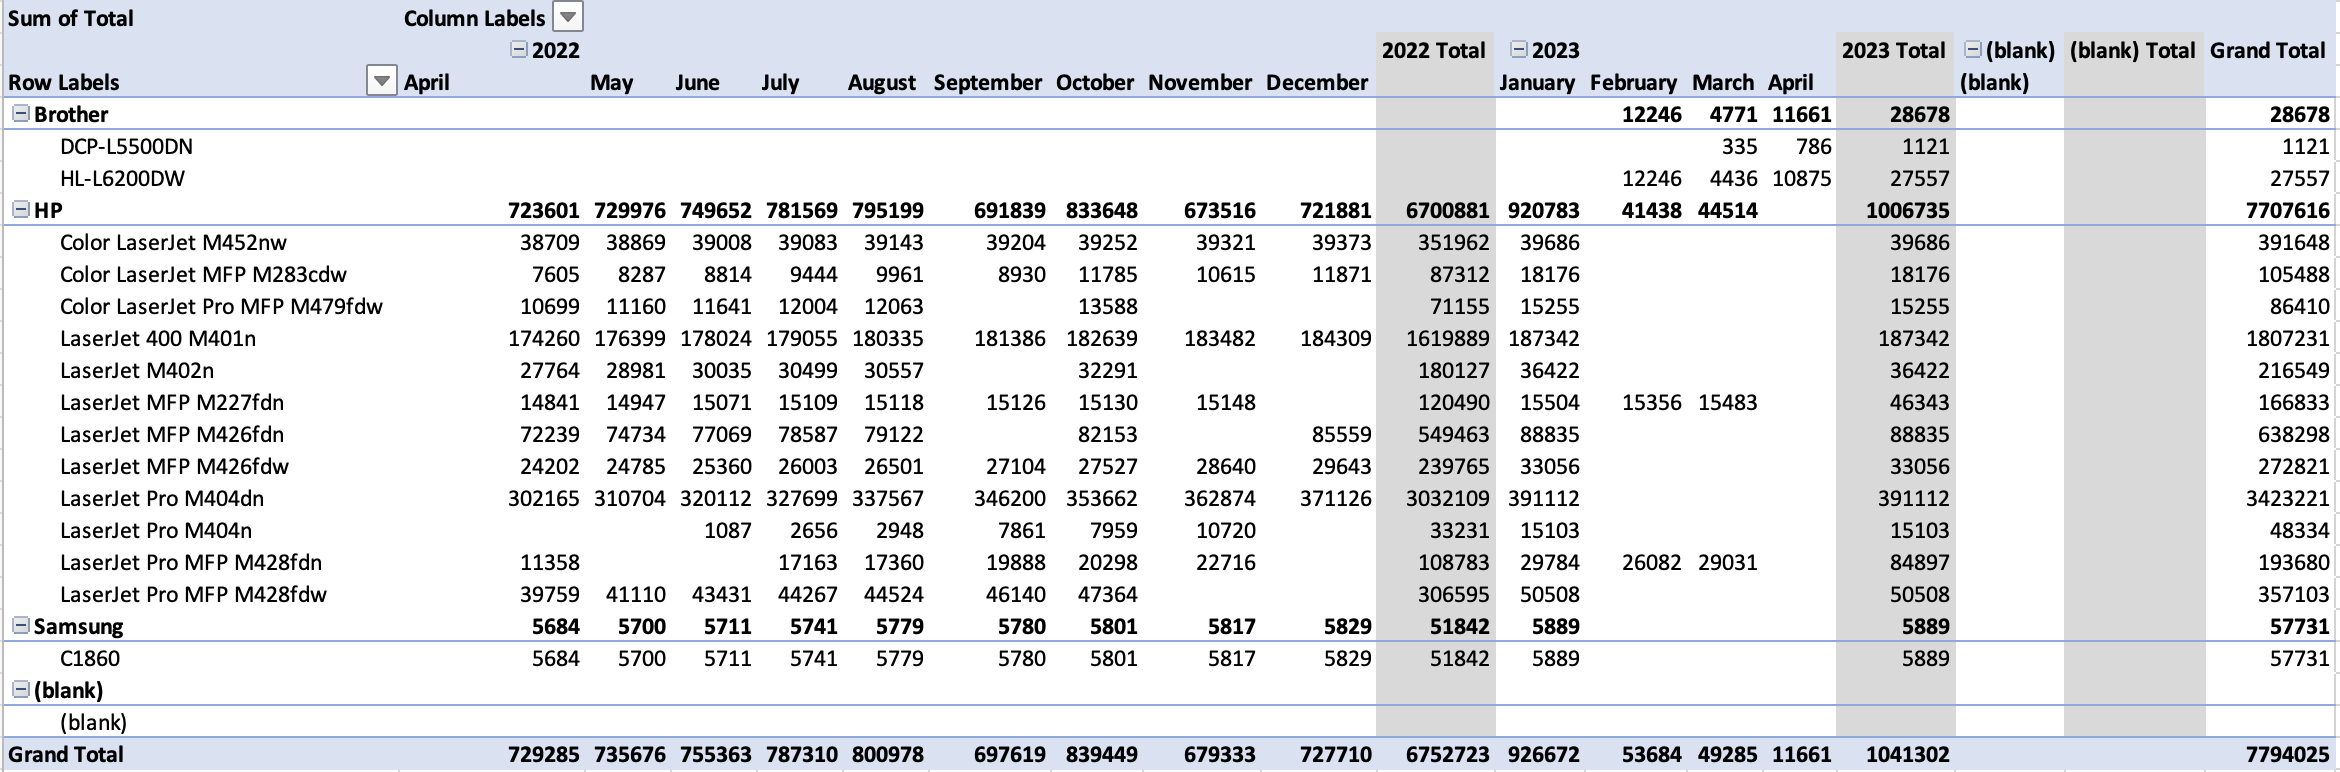 Sum of Total Column Labels
2022 2022 Total 2023 2023 Total (blank) (blank) Total Grand Total
Row Labels April May June July August September October November December January February March April (blank)
Brother 12246 4771 11661 28678 28678
DCP-L5500DN 335 786 1121 1121
HL-L6200DW 12246 4436 10875 27557 27557
HP 723601 729976 749652 781569 795199 691839 833648 673516 721881 6700881 920783 41438 44514 1006735 7707616
Color LaserJet M452nw 38709 38869 39008 39083 39143 39204 39252 39321 39373 351962 39686 39686 391648
Color LaserJet MFP M283cdw 7605 8287 8814 9444 9961 8930 11785 10615 11871 87312 18176 18176 105488
Color LaserJet Pro MFP M479fdw 10699 11160 11641 12004 12063 13588 71155 15255 15255 86410
LaserJet 400 M401n 174260 176399 178024 179055 180335 181386 182639 183482 184309 1619889 187342 187342 1807231
LaserJet M402n 27764 28981 30035 30499 30557 32291 180127 36422 36422 216549
LaserJet MFP M227fdn 14841 14947 15071 15109 15118 15126 15130 15148 120490 15504 15356 15483 46343 166833
LaserJet MFP M426fdn 72239 74734 77069 78587 79122 82153 85559 549463 88835 88835 638298
LaserJet MFP M426fdw 24202 24785 25360 26003 26501 27104 27527 28640 29643 239765 33056 33056 272821
LaserJet Pro M404dn 302165 310704 320112 327699 337567 346200 353662 362874 371126 3032109 391112 391112 3423221
LaserJet Pro M404n 1087 2656 2948 7861 7959 10720 33231 15103 15103 48334
LaserJet Pro MFP M428fdn 11358 17163 17360 19888 20298 22716 108783 29784 26082 29031 84897 193680
LaserJet Pro MFP M428fdw 39759 41110 43431 44267 44524 46140 47364 306595 50508 50508 357103
Samsung 5684 5700 5711 5741 5779 5780 5801 5817 5829 51842 5889 5889 57731
C1860 5684 5700 5711 5741 5779 5780 5801 5817 5829 51842 5889 5889 57731
(blank)
(blank)
Grand Total 729285 735676 755363 787310 800978 697619 839449 679333 727710 6752723 926672 53684 49285 11661 1041302 7794025